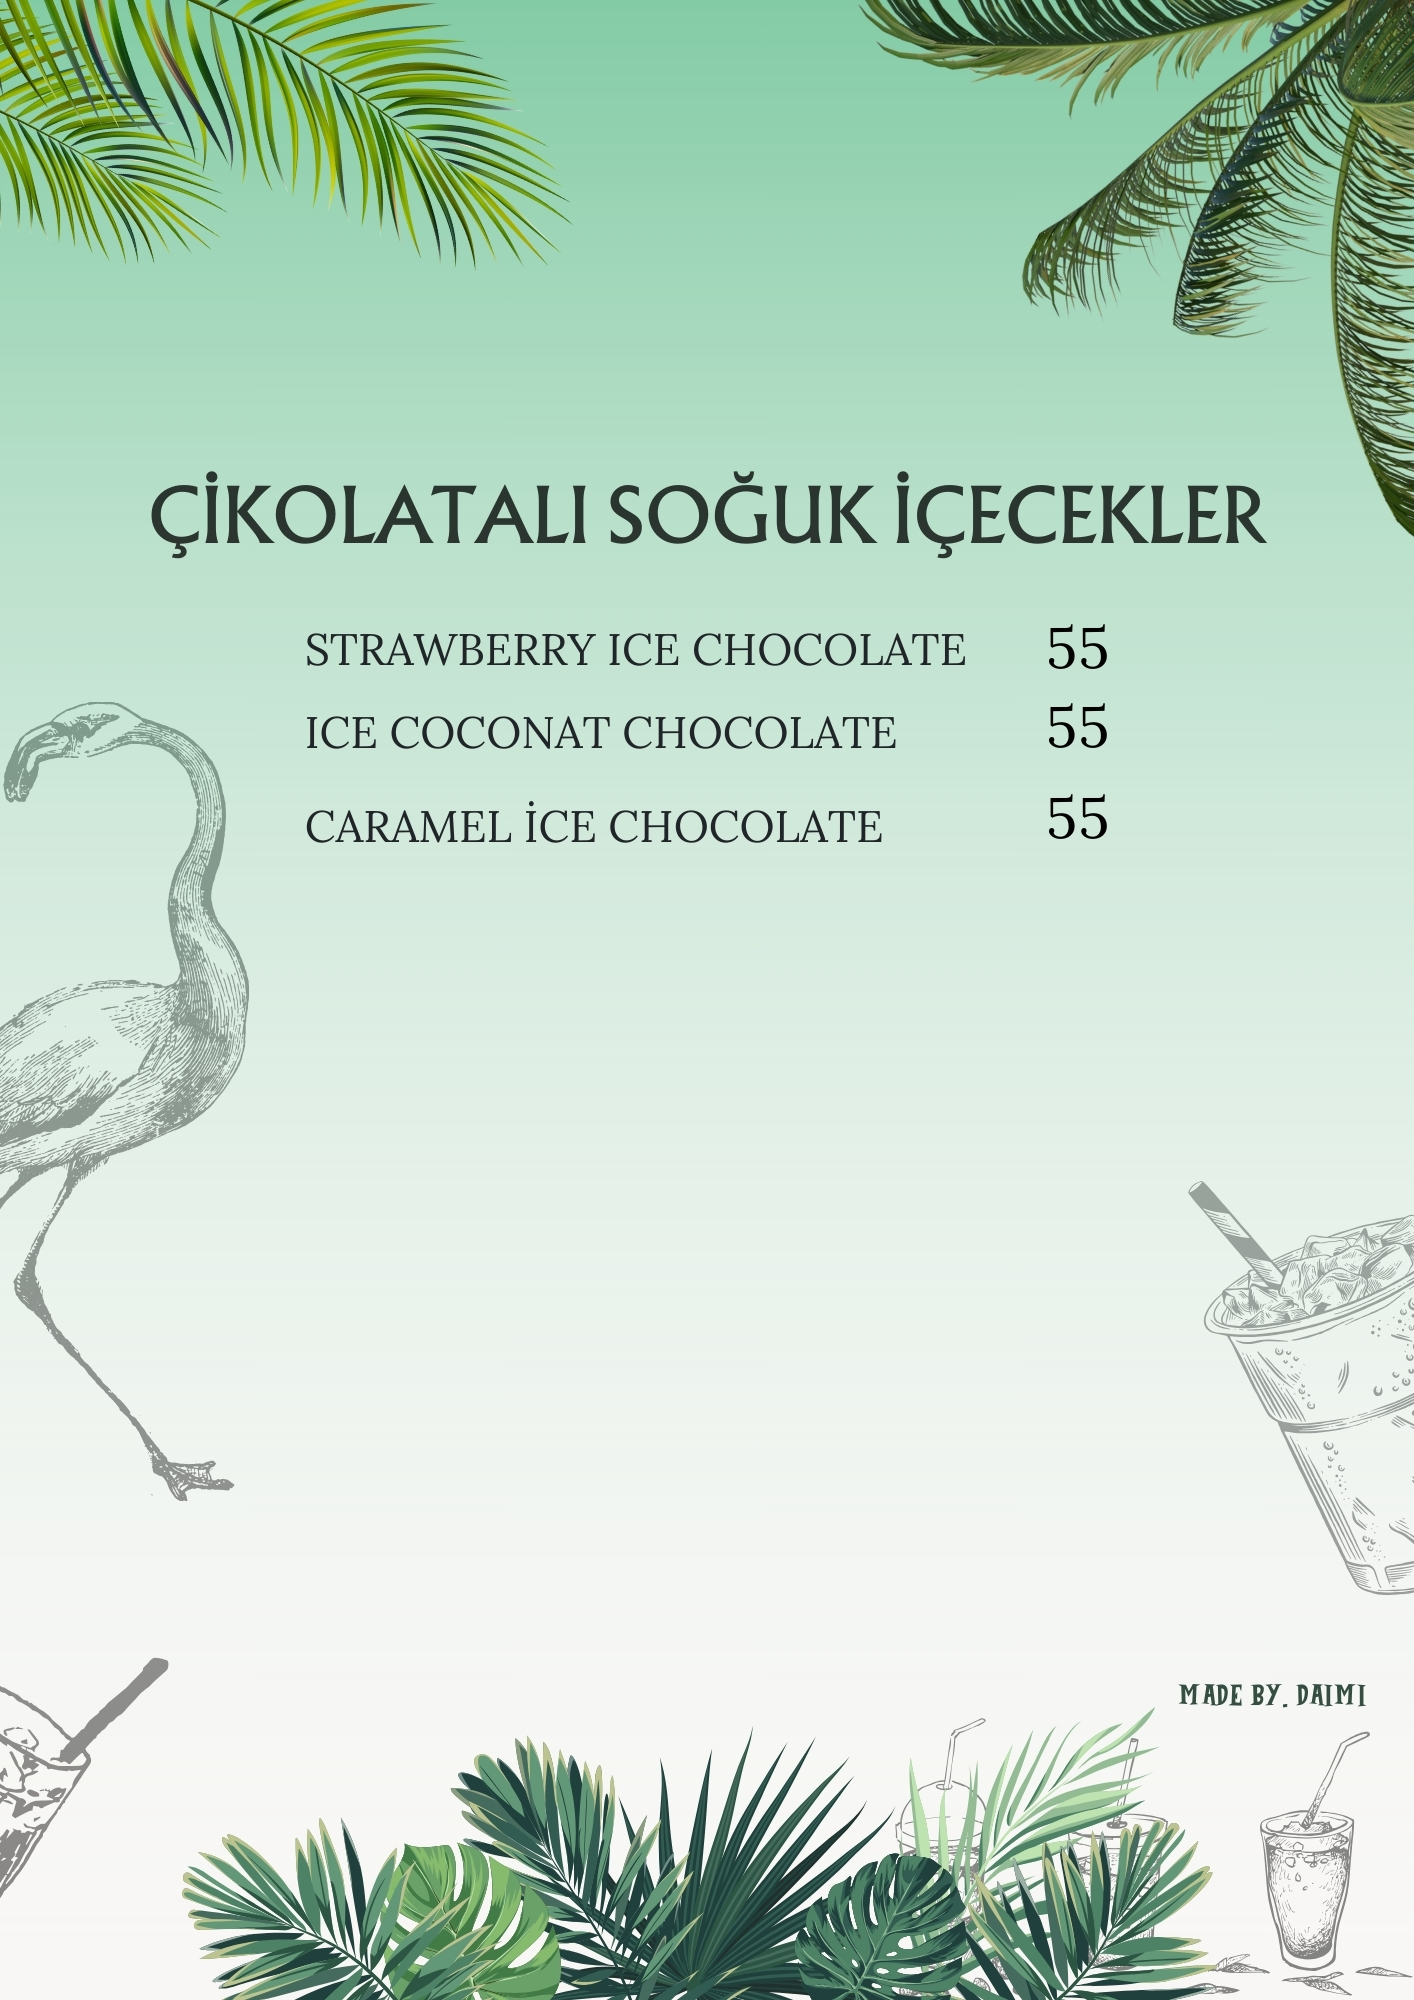 ÇİKOLATALI SOĞUK İÇECEKLER
STRAWBERRY ICE CHOCOLATE 55
ICE COCONAT CHOCOLATE 55
CARAMEL İCE CHOCOLATE 55
MADE BY. DAIMI